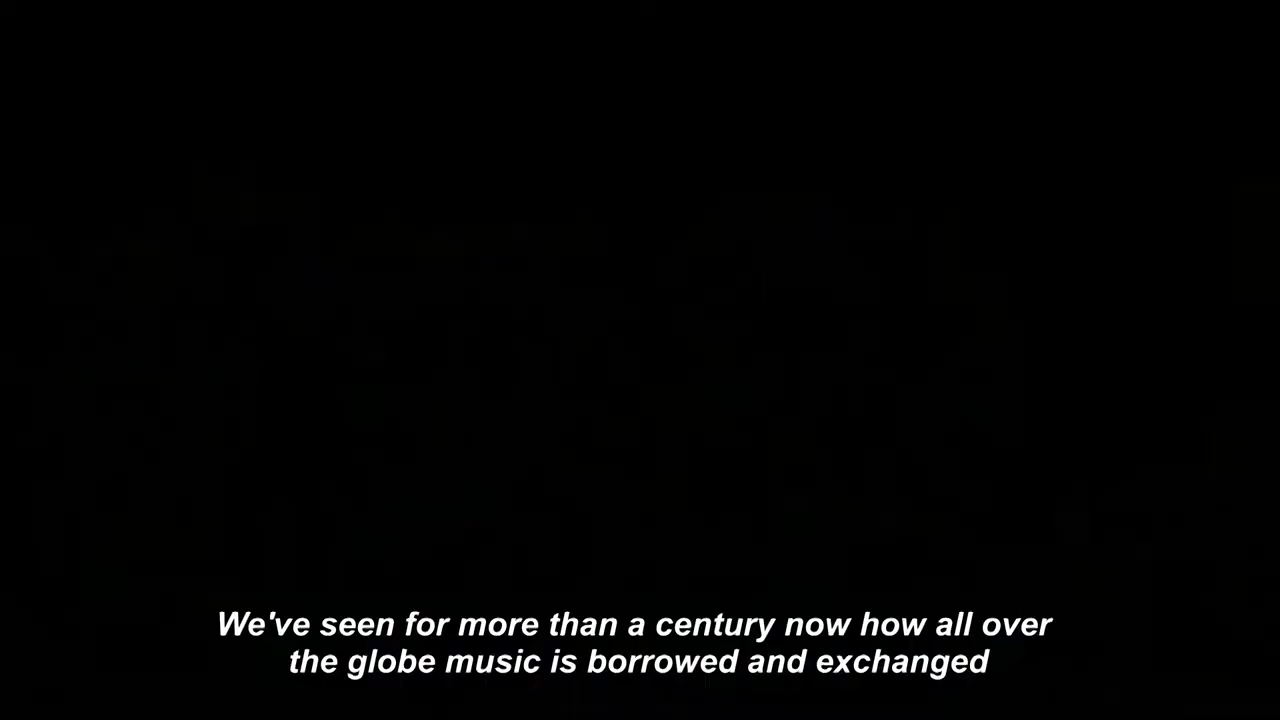 We've seen for more than a century now how all over
the globe music is borrowed and exchanged